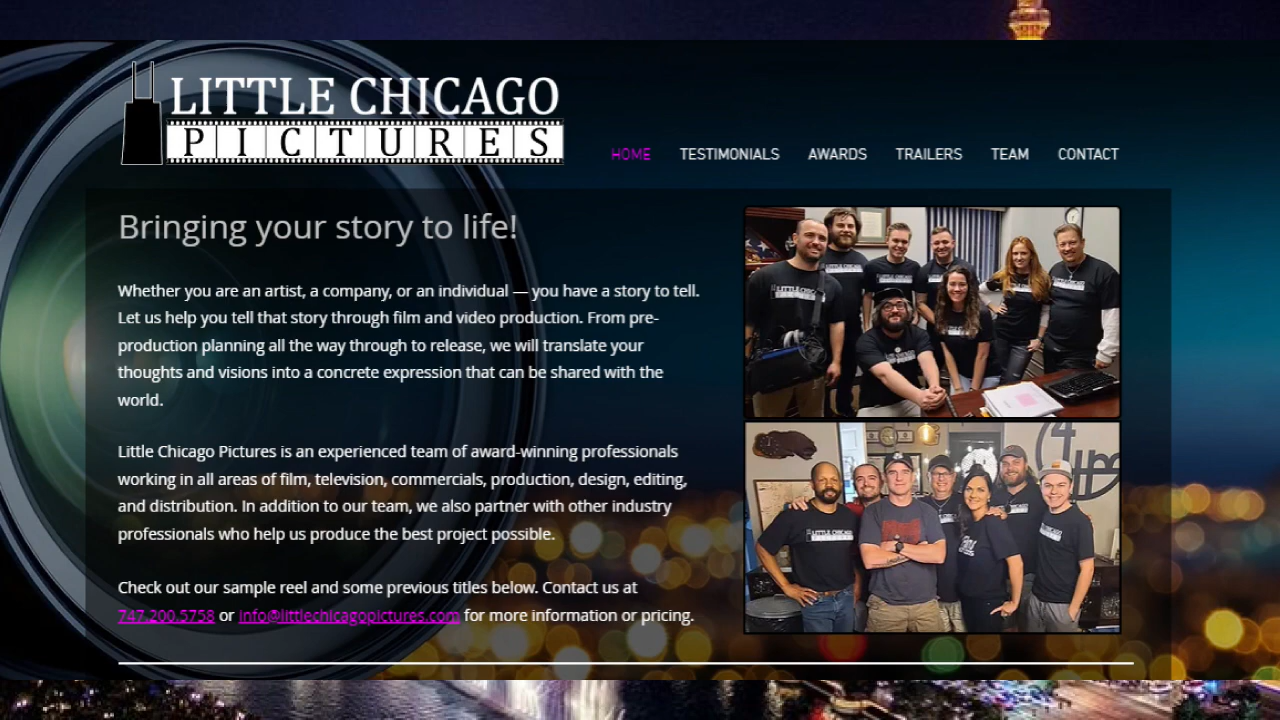 LITTLE CHICAGO
PICTURES
HOME TESTIMONIALS AWARDS TRAILERS TEAM CONTACT
Bringing your story to life!
Whether you are an artist, a company, or an individual — you have a story to tell.
Let us help you tell that story through film and video production. From pre-
production planning all the way through to release, we will translate your
thoughts and visions into a concrete expression that can be shared with the
world.
Little Chicago Pictures is an experienced team of award-winning professionals
working in all areas of film, television, commercials, production, design, editing,
and distribution. In addition to our team, we also partner with other industry
professionals who help us produce the best project possible.
Check out our sample reel and some previous titles below. Contact us at
747.200.5758 or info@littlechicagopictures.com for more information or pricing.
LITTLE CHICAGO